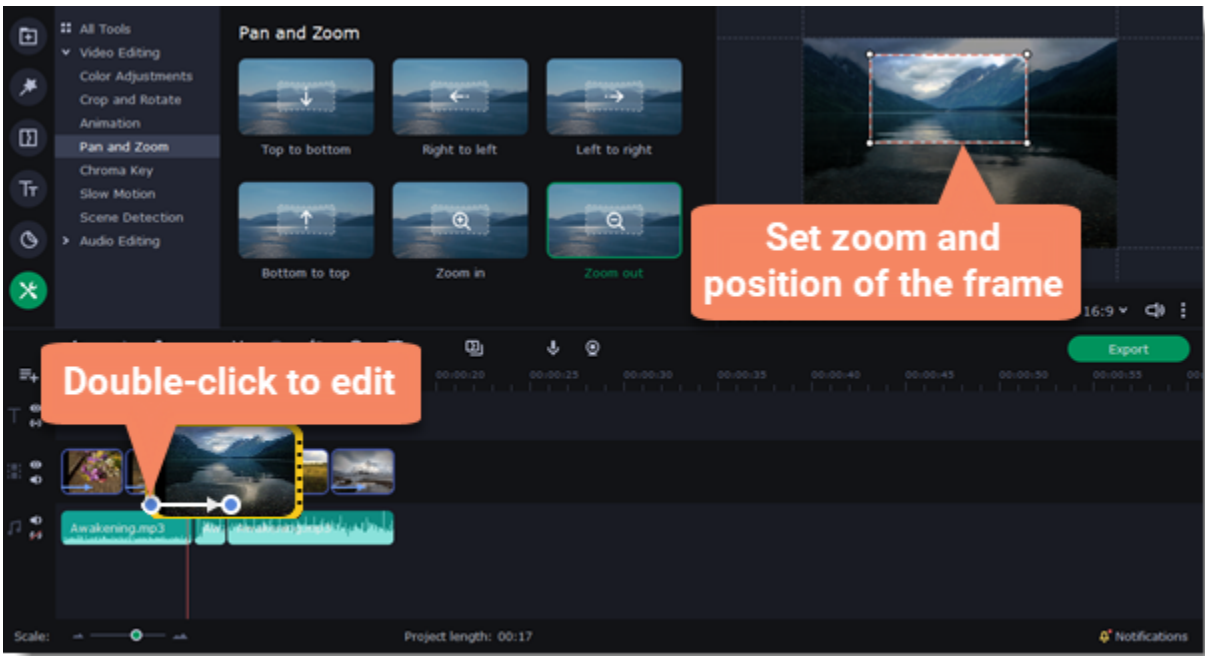 All Tools
Video Editing
Color Adjustments
Crop and Rotate
Animation
Pan and Zoom
Chroma Key
Slow Motion
Scene Detection
Audio Editing
Pan and Zoom
Top to bottom
Right to left
Left to right
Bottom to top
Zoom in
Zoom out
Set zoom and
position of the frame
16:9
Export
Double-click to edit
00:00:20 00:00:25 00:00:30 00:00:35 00:00:40 00:00:45 00:00:50 00:00:55
Awakening.mp3
Scale:
Project length: 00:17
Notifications